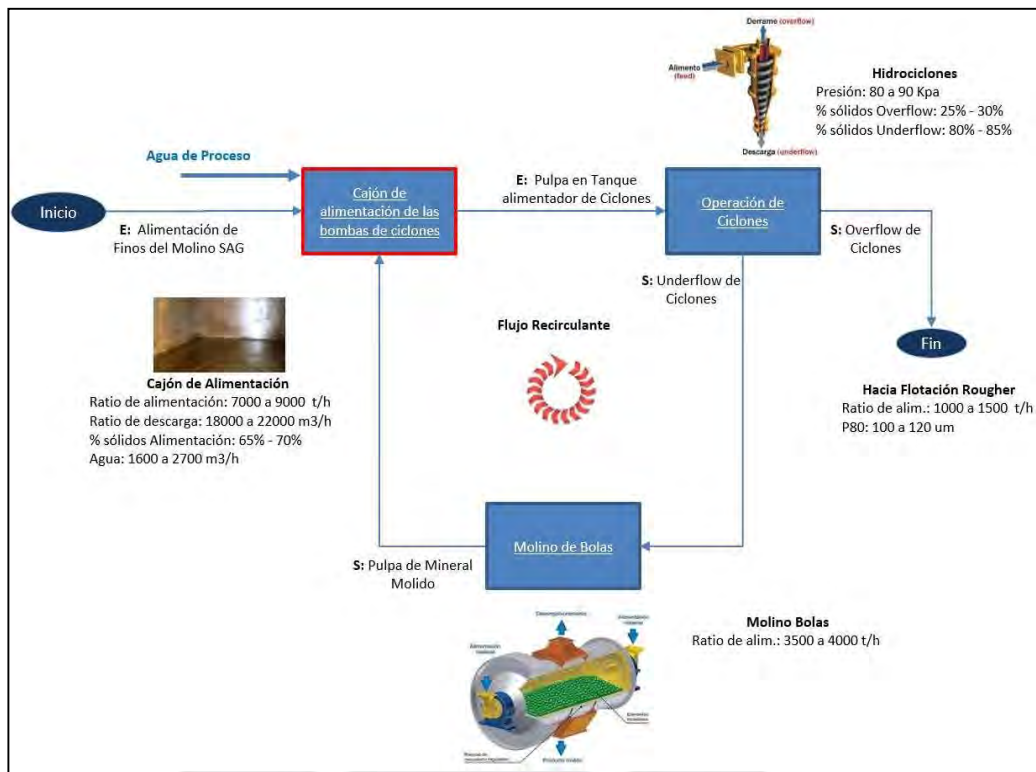 Derrame (overflow)
Alimento
(feed)
Descarga (underflow)
Hidrociclones
Presión: 80 a 90 Kpa
% sólidos Overflow: 25% - 30%
% sólidos Underflow: 80% - 85%
Agua de Proceso
Inicio
E: Alimentación de
Finos del Molino SAG
Cajón de
alimentación de las
bombas de ciclones
E: Pulpa en Tanque
alimentador de Ciclones
Operación de
Ciclones
S: Overflow de
Ciclones
S: Underflow de
Ciclones
Flujo Recirculante
Fin
Cajón de Alimentación
Ratio de alimentación: 7000 a 9000 t/h
Ratio de descarga: 18000 a 22000 m3/h
% sólidos Alimentación: 65% - 70%
Agua: 1600 a 2700 m3/h
Hacia Flotación Rougher
Ratio de alim.: 1000 a 1500 t/h
P80: 100 a 120 um
Molino de Bolas
S: Pulpa de Mineral
Molido
Molino Bolas
Ratio de alim.: 3500 a 4000 t/h
Producto molido